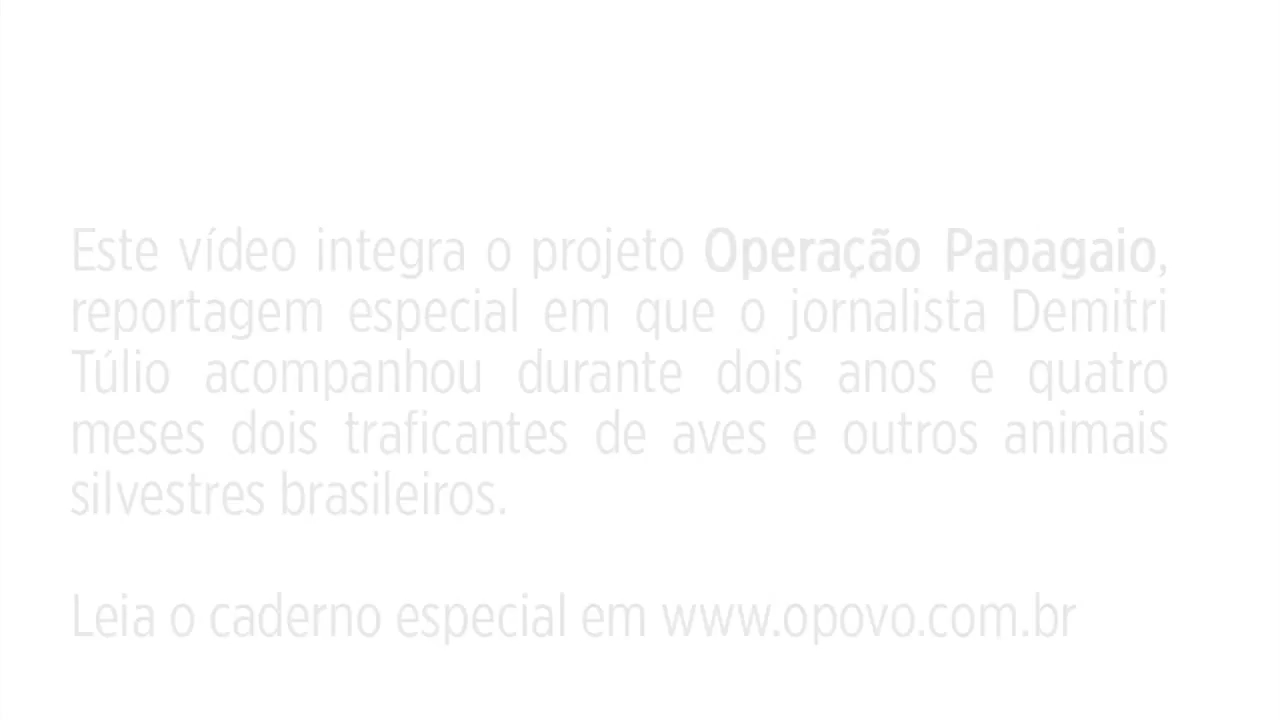 Este vídeo integra o projeto Operação Papagaio,
reportagem especial em que o jornalista Demitri
Túlio acompanhou durante dois anos e quatro
meses dois traficantes de aves e outros animais
silvestres brasileiros.
Leia o caderno especial em www.opovo.com.br